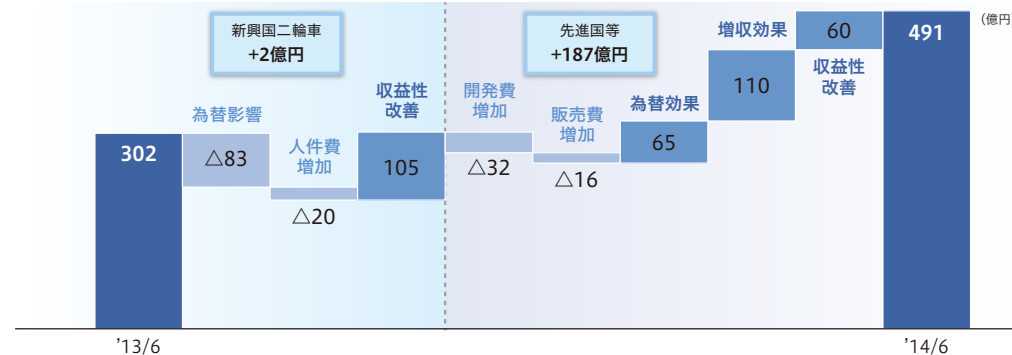 (億円)
新興国二輪車
+2億円
先進国等
+187億円
302
為替影響
△83
人件費
増加
△20
収益性
改善
105
開発費
増加
△32
販売費
増加
△16
為替効果
65
増収効果
110
60
収益性
改善
491
’13/6
’14/6